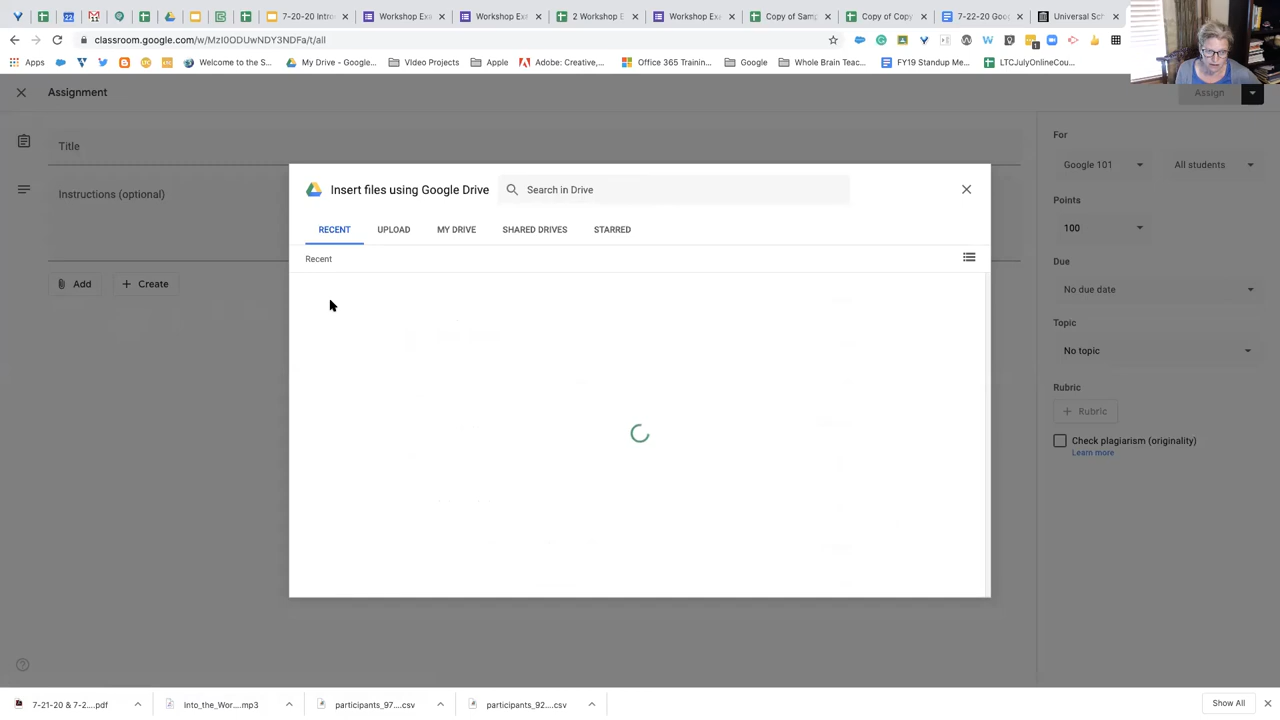 7-20-20 Intro
Workshop E
Workshop Ex
2 Workshop E
Workshop Exe
Copy of Samp
Copy of Copy
7-22-20 Goo
Universal Sch
classroom.google.com/w/MzI0ODUwNDY3NDFa/t/all
Apps
Welcome to the S...
My Drive - Google...
Video Projects
Apple
Adobe: Creative,...
Office 365 Trainin...
Google
Whole Brain Teac...
FY19 Standup Me...
LTCJulyOnlineCou...
Assignment
Assign
Title
Instructions (optional)
Add
Create
For
Google 101
All students
Points
100
Due
No due date
Topic
No topic
Rubric
Rubric
Check plagiarism (originality)
Learn more
Insert files using Google Drive
Search in Drive
RECENT
UPLOAD
MY DRIVE
SHARED DRIVES
STARRED
Recent
7-21-20 & 7-2....pdf
Into_the_Wor....mp3
participants_97....csv
participants_92....csv
Show All